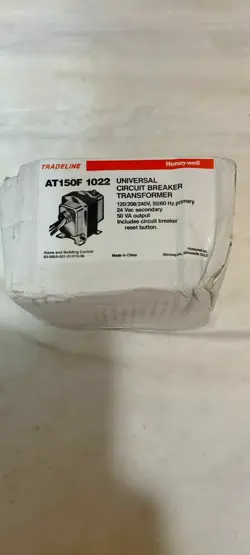 TRADELINE
Honeywell
AT150F 1022
UNIVERSAL
CIRCUIT BREAKER
TRANSFORMER
120/208/240V, 50/60 Hz primary
24 Vac secondary
50 VA output
Includes circuit breaker
reset button.
Home and Building Control
Made in China